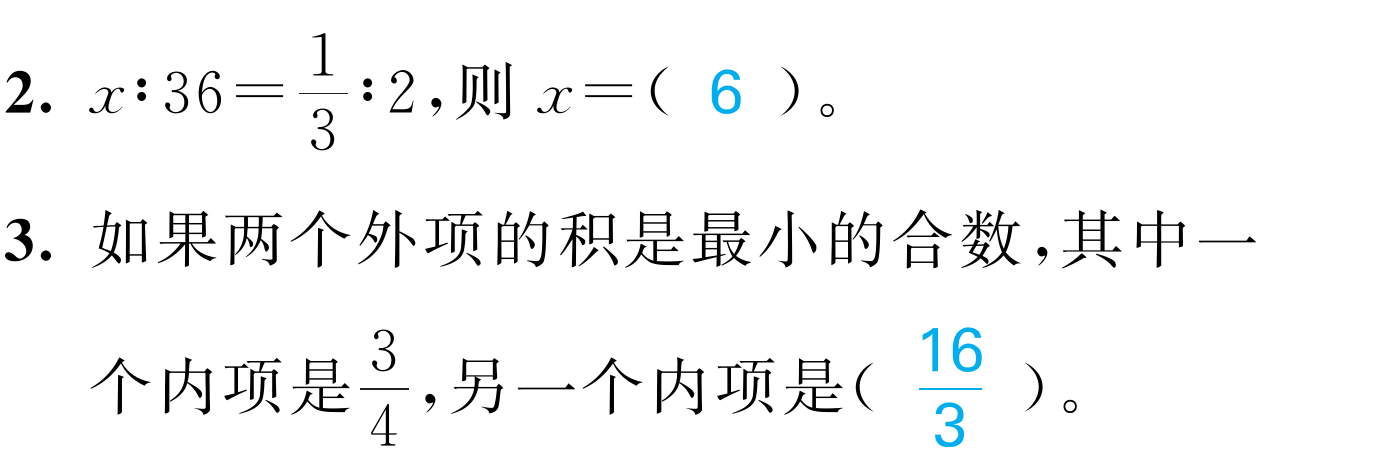 2. x∶36=1/3∶2,则 x=( 6 )。
3. 如果两个外项的积是最小的合数,其中一
个内项是3/4,另一个内项是( 16/3 )。